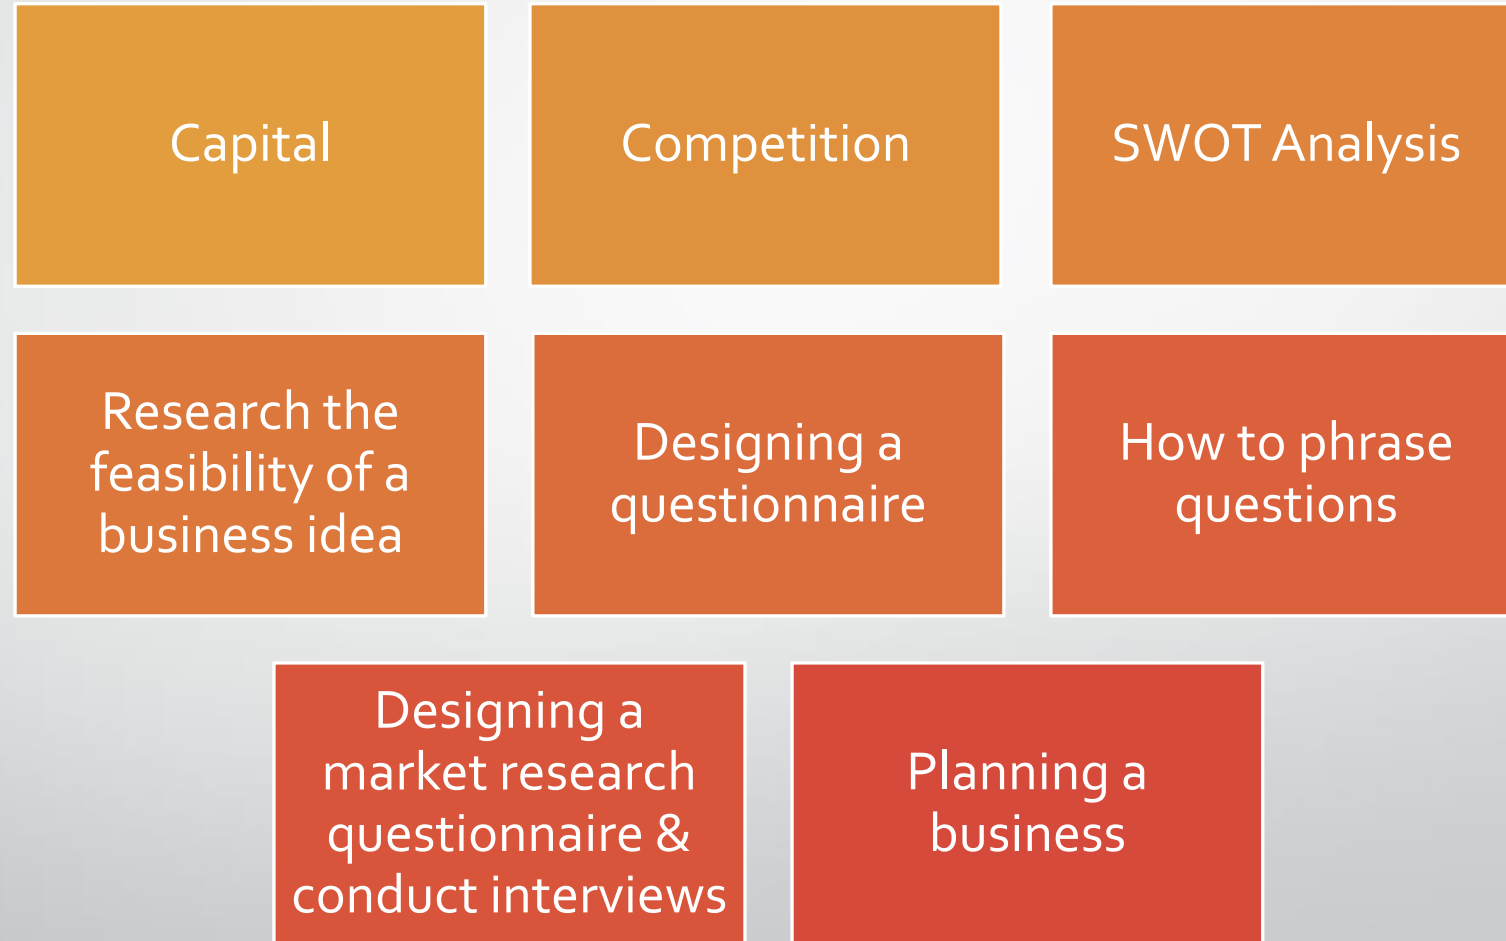 Capital
Competition
SWOT Analysis
Research the
feasibility of a
business idea
Designing a
questionnaire
How to phrase
questions
Designing a
market research
questionnaire &
conduct interviews
Planning a
business